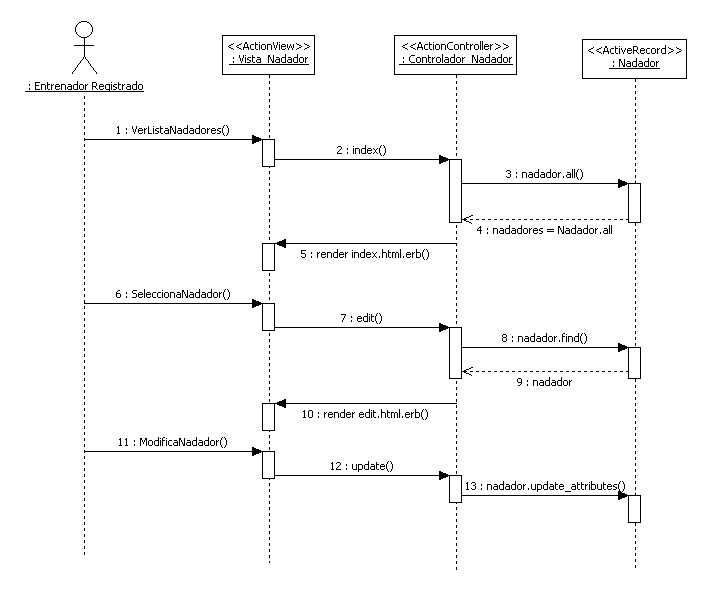 <<ActionView>>
: Vista_Nadador
<<ActionController>>
: Controlador_Nadador
<<ActiveRecord>>
: Nadador
: Entrenador Registrado
1 : VerListaNadadores()
2 : index()
3 : nadador.all()
4 : nadadores = Nadador.all
5 : render index.html.erb()
6 : SeleccionaNadador()
7 : edit()
8 : nadador.find()
9 : nadador
10 : render edit.html.erb()
11 : ModificaNadador()
12 : update()
13 : nadador.update_attributes()